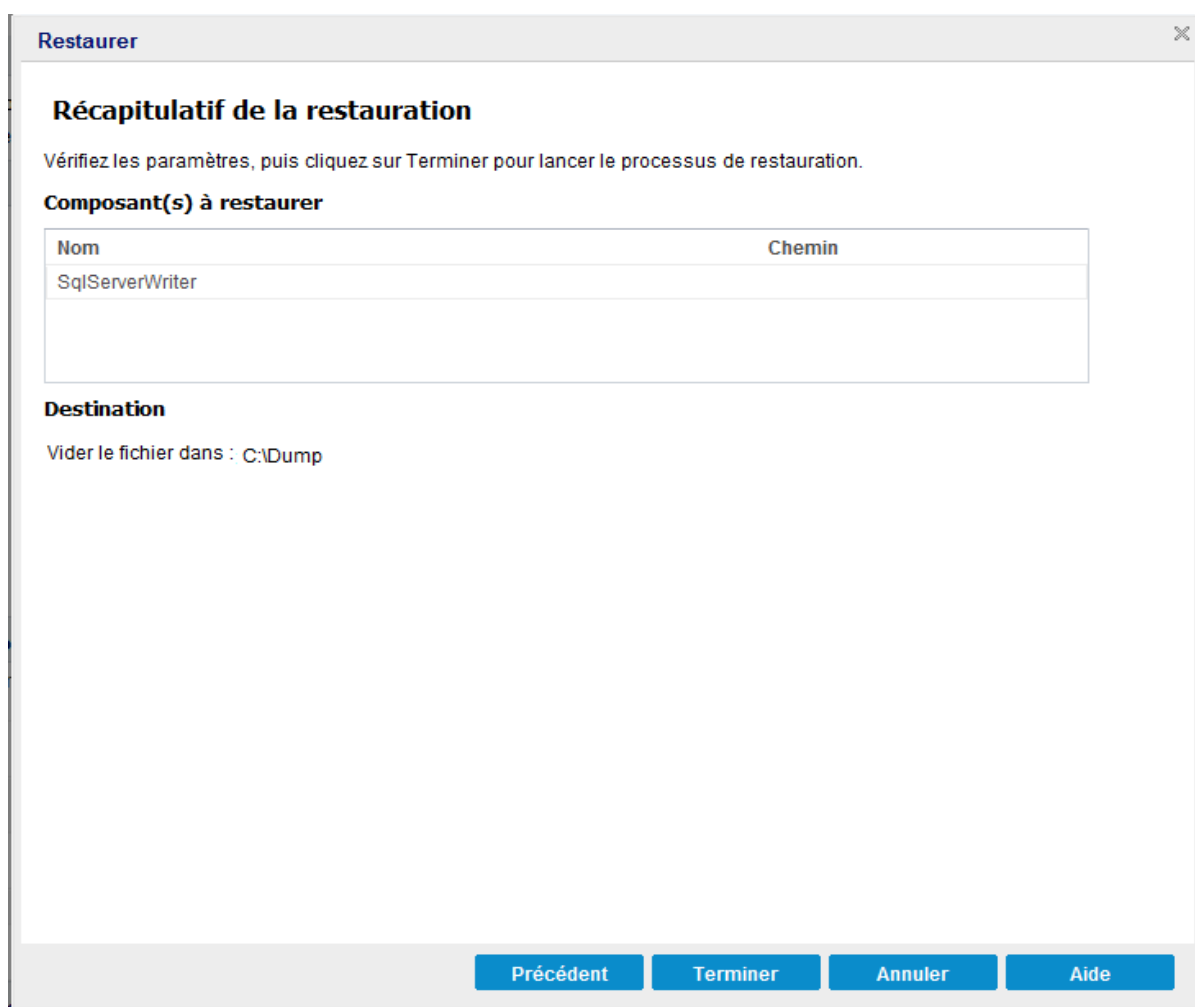 Restaurer
Récapitulatif de la restauration
Vérifiez les paramètres, puis cliquez sur Terminer pour lancer le processus de restauration.
Composant(s) à restaurer
Nom Chemin
SqlServerWriter
Destination
Vider le fichier dans : C:\Dump
Précédent Terminer Annuler Aide